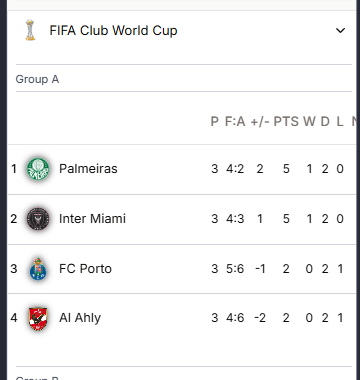 FIFA Club World Cup
Group A
P F:A +/- PTS W D L
1 Palmeiras 3 4:2 2 5 1 2 0
2 Inter Miami 3 4:3 1 5 1 2 0
3 FC Porto 3 5:6 -1 2 0 2 1
4 Al Ahly 3 4:6 -2 2 0 2 1